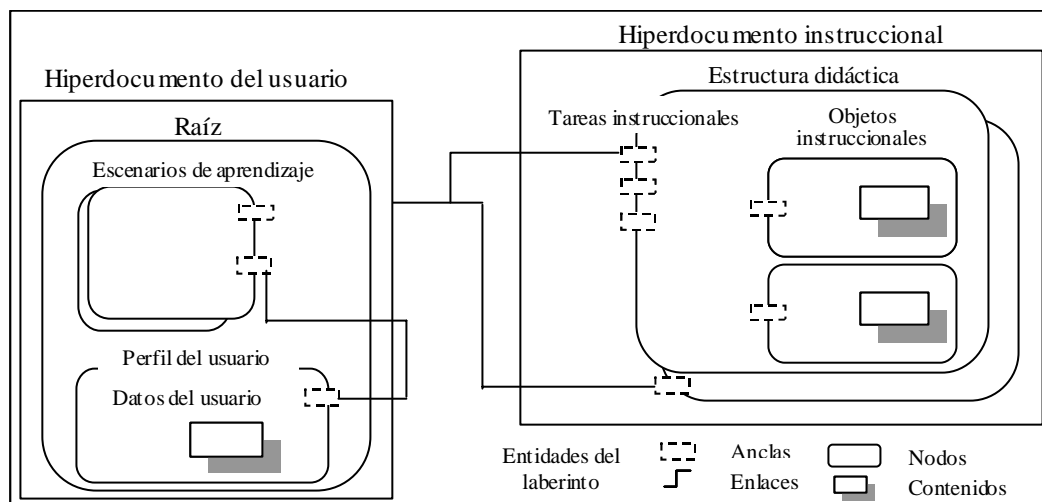 Hiperdocumento instruccional
Hiperdocumento del usuario
Estructura didáctica
Raíz
Tareas instruccionales
Objetos
instruccionales
Escenarios de aprendizaje
Perfil del usuario
Datos del usuario
Entidades del
laberinto
Anclas
Enlaces
Nodos
Contenidos